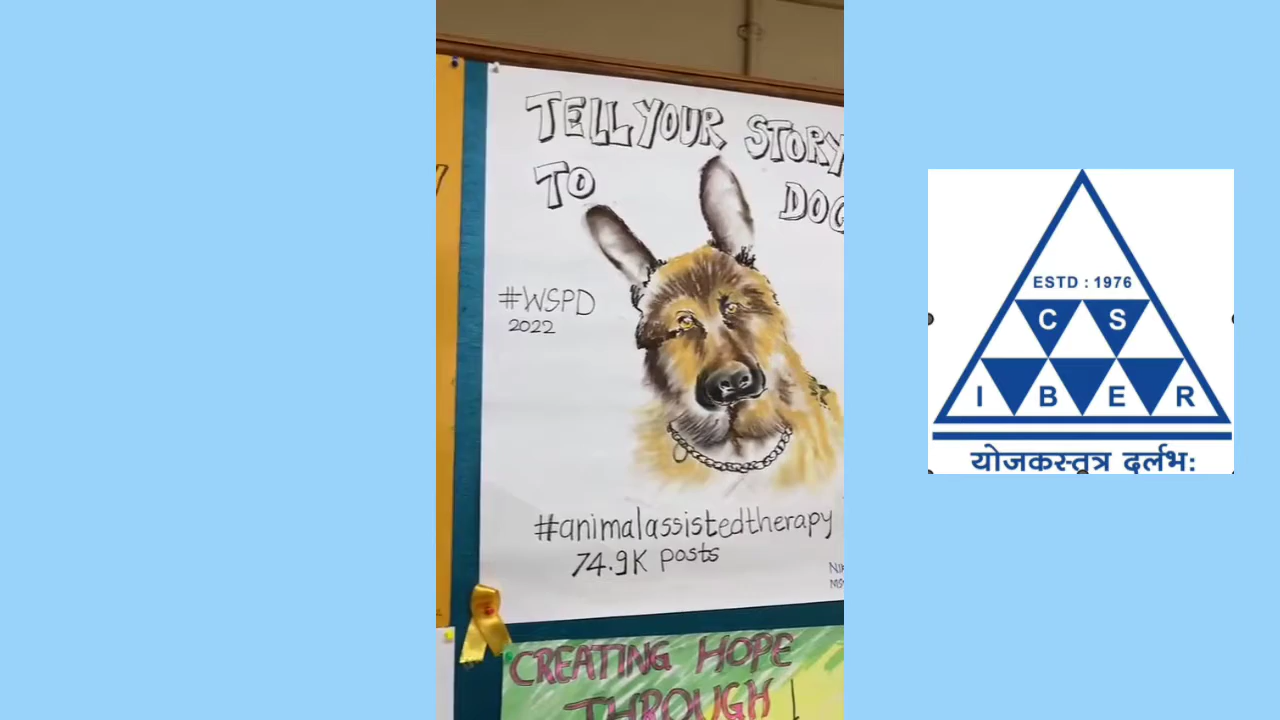 TELL YOUR STORY
TO DOG
#WSPD
2022
#animalassistedtherapy
74.9K posts
CREATING HOPE
THROUGH
ESTD : 1976
C S
I B E R
योजकस्तत्र दुर्लभ: